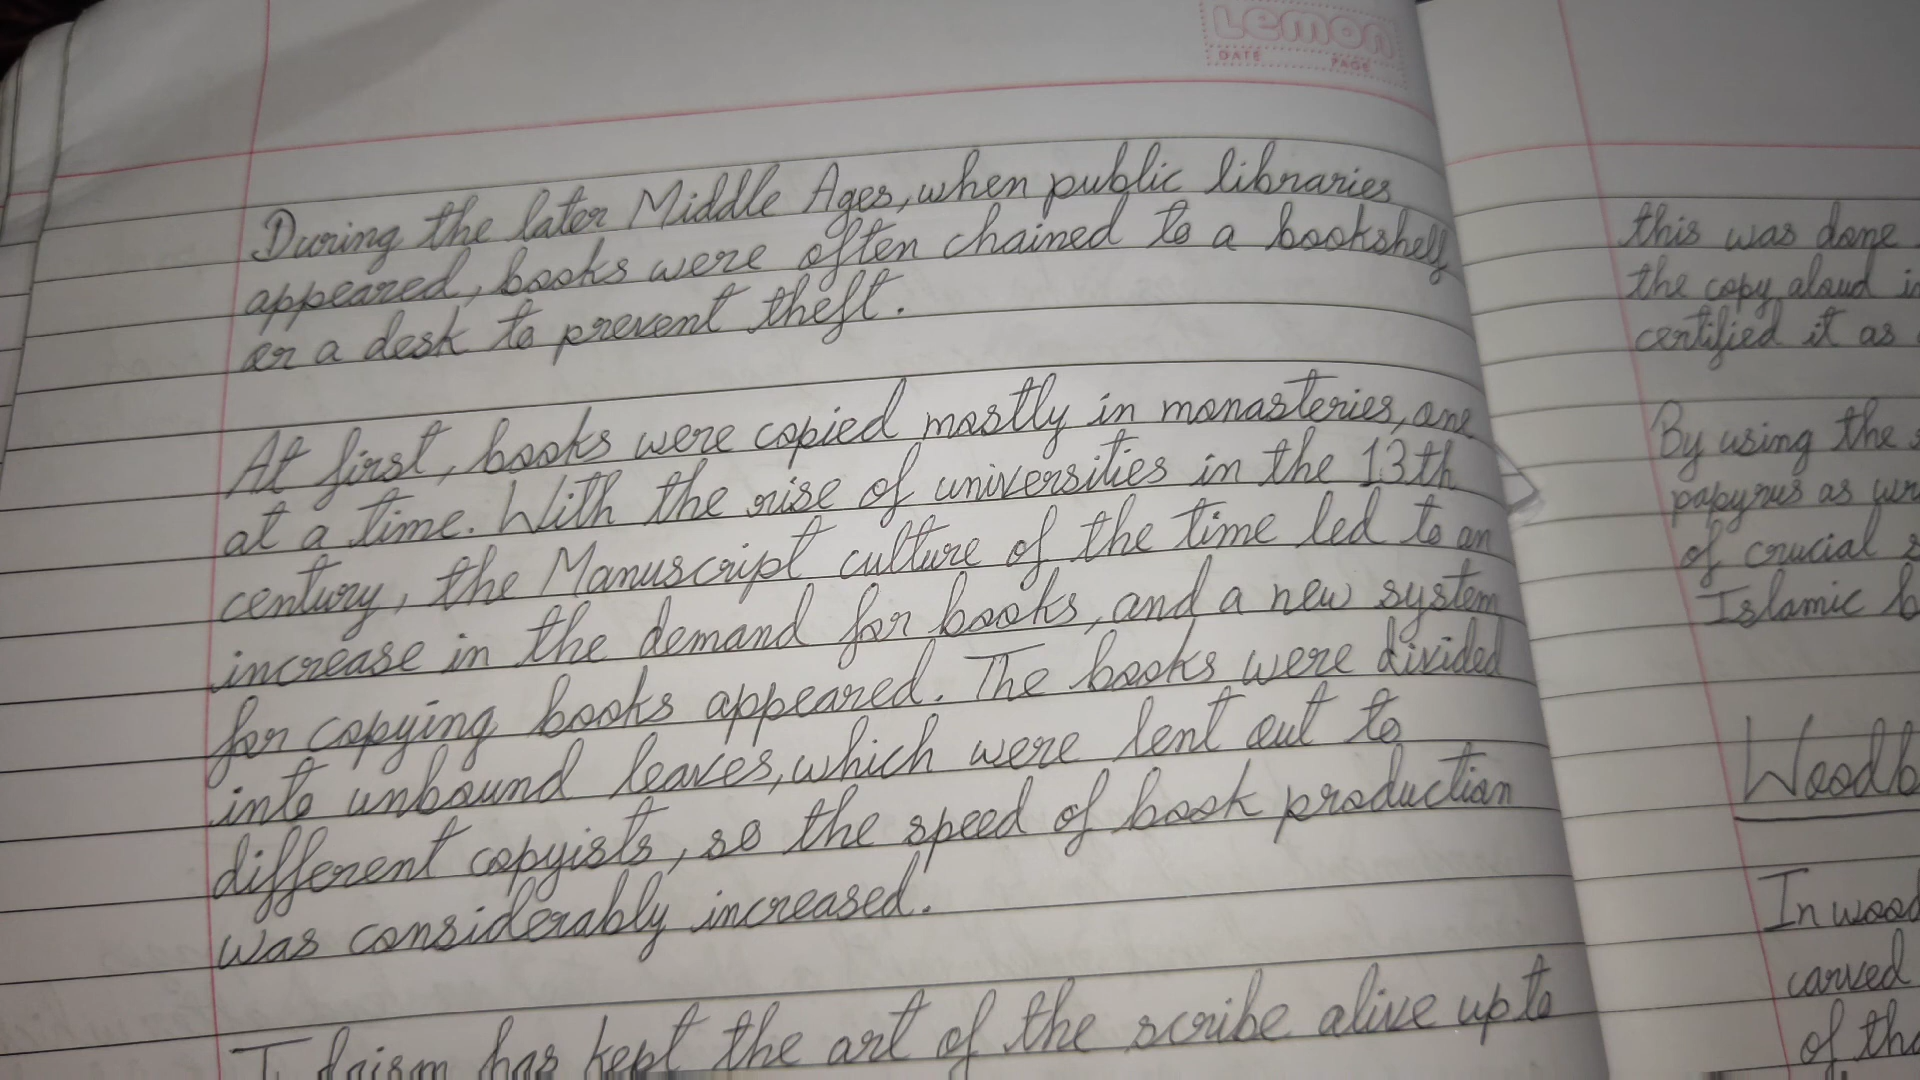 Lemon
DATE PAGE
During the later Middle Ages, when public libraries
appeared, books were often chained to a bookshelf
or a desk to prevent theft.
At first, books were copied mostly in monasteries, one
at a time. With the rise of universities in the 13th
century, the Manuscript culture of the time led to an
increase in the demand for books, and a new system
for copying books appeared. The books were divided
into unbound leaves, which were lent out to
different copyists, so the speed of book production
was considerably increased.
has kept the art of the scribe alive up to
this was done
the copy aloud
certified it as
By using the
papyrus as
of crucial
Islamic
In
carved
of